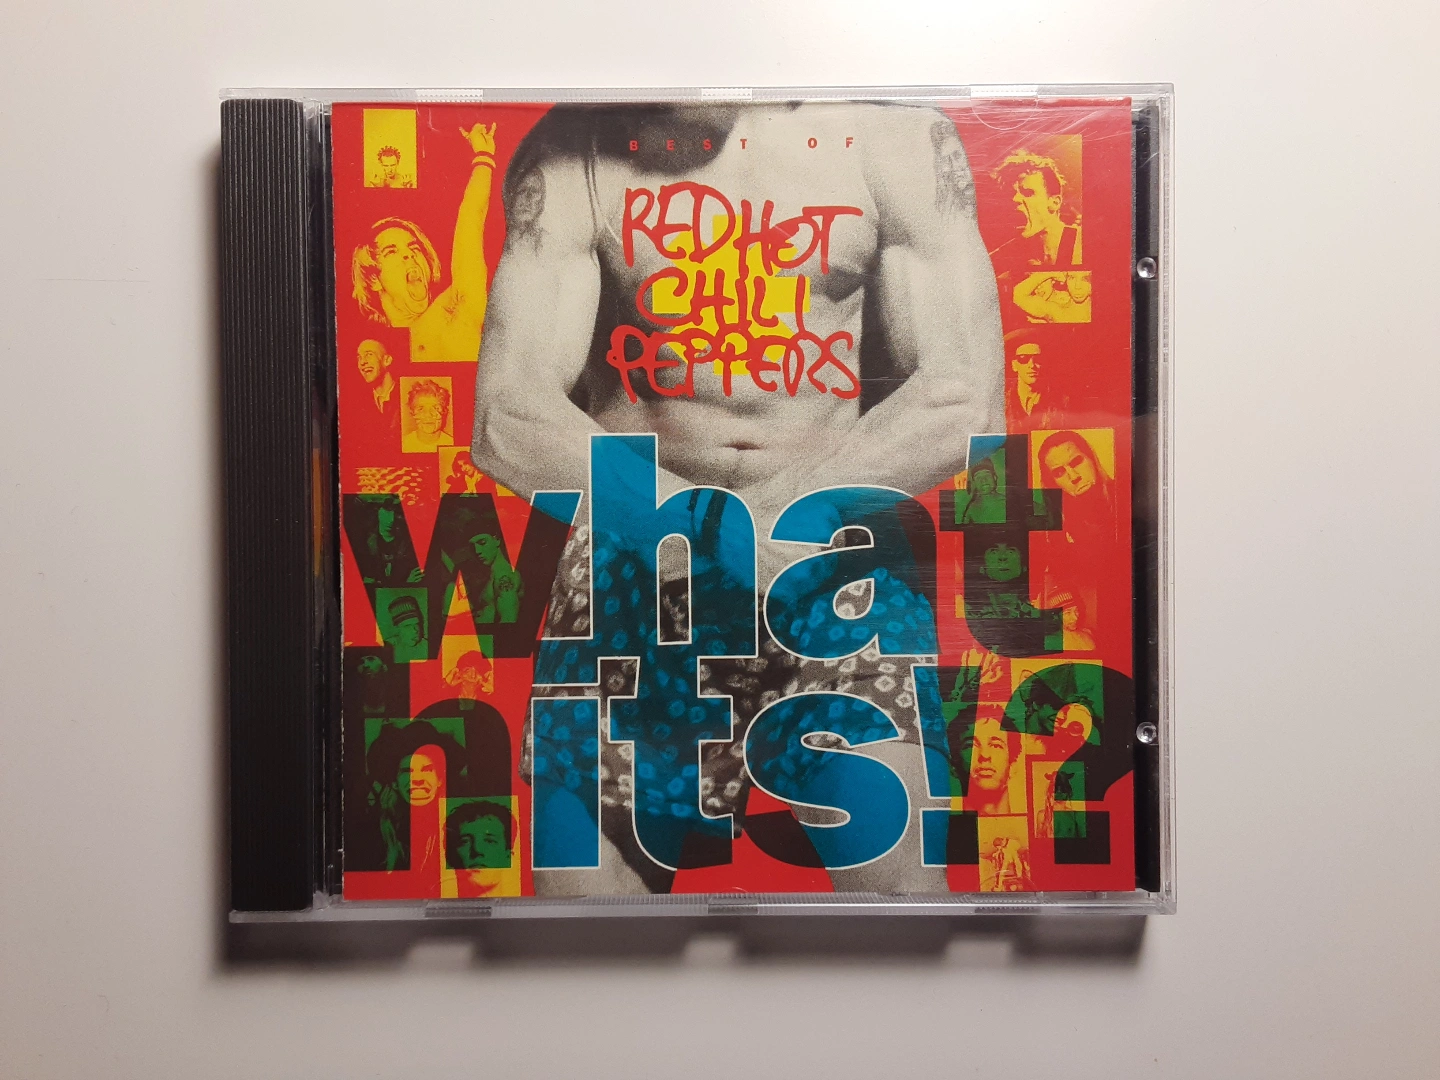 BEST OF
RED HOT
CHILI
PEPPERS
what
hits!?